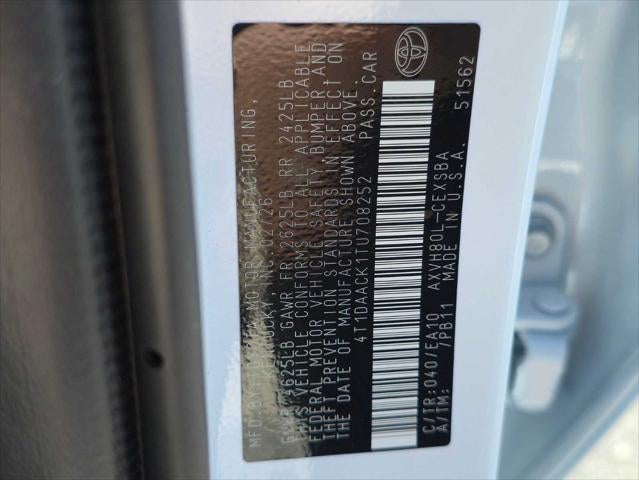 MFD. BY: TOYOTA MOTOR MANUFACTURING,
KENTUCKY, INC. 02/26
GVWR 4625LB GAWR FR 2625LB RR 2425LB
THIS VEHICLE CONFORMS TO ALL APPLICABLE
FEDERAL MOTOR VEHICLE SAFETY BUMPER AND
THEFT PREVENTION STANDARDS IN EFFECT ON
THE DATE OF MANUFACTURE SHOWN ABOVE.
4T1DAACK1TU708252 PASS. CAR
C/TR:040/EA10 AXVH80L-CEXSBA
A/TM: 7PB11 MADE IN U.S.A. 51562